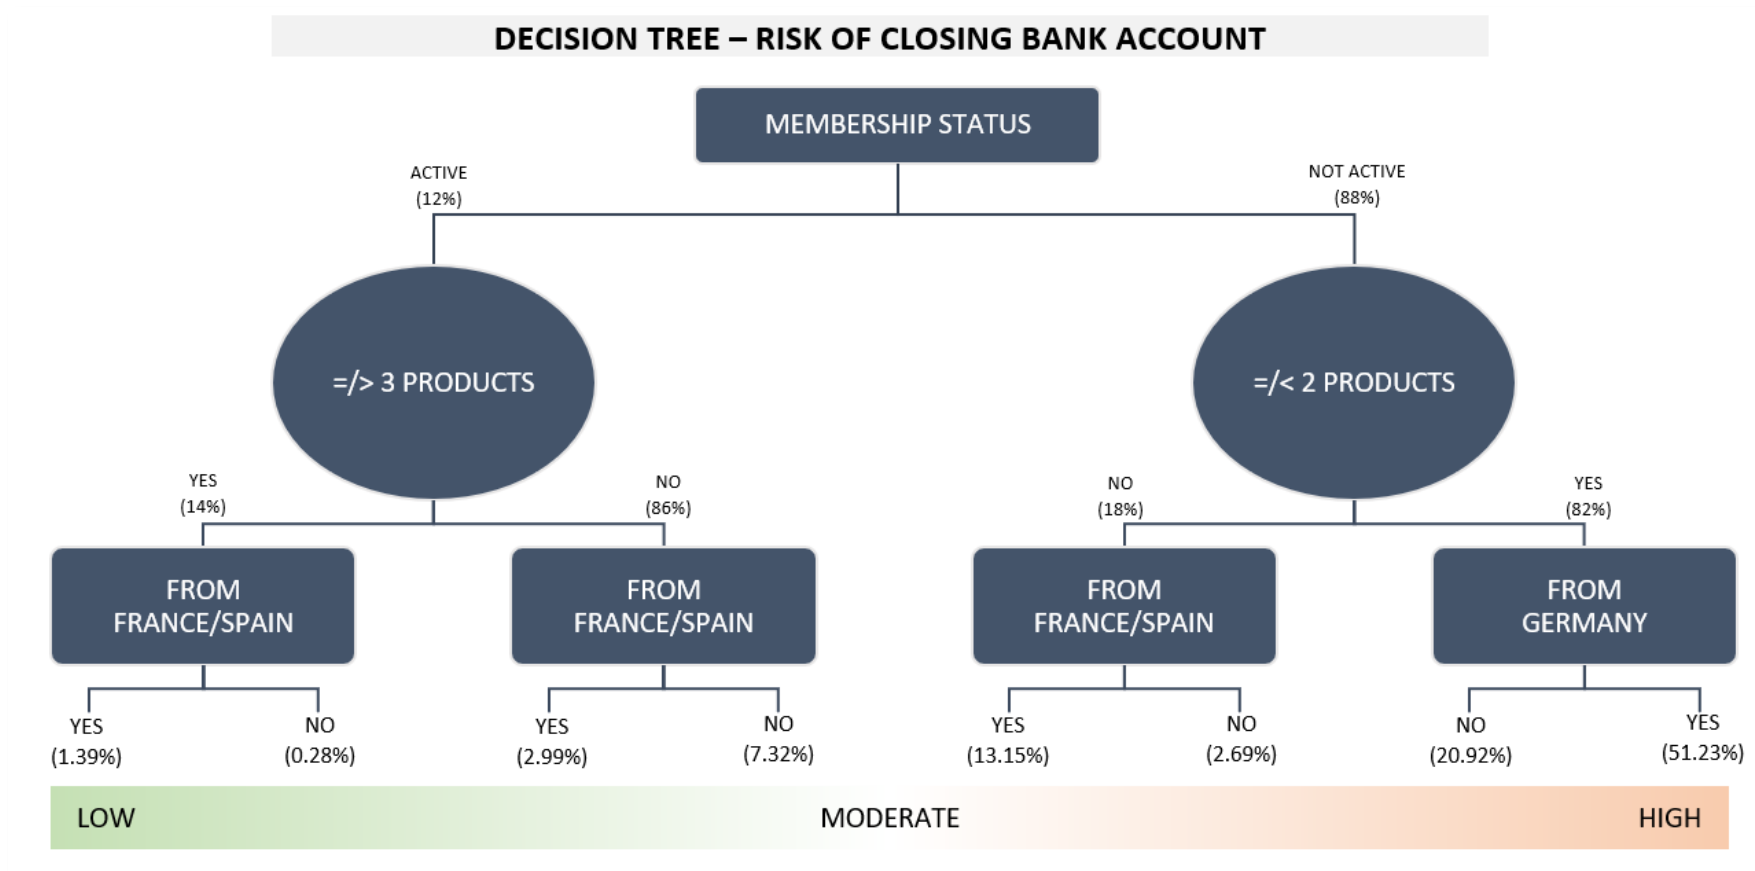 DECISION TREE – RISK OF CLOSING BANK ACCOUNT
MEMBERSHIP STATUS
ACTIVE
(12%)
NOT ACTIVE
(88%)
=/> 3 PRODUCTS
=/< 2 PRODUCTS
YES
(14%)
NO
(86%)
NO
(18%)
YES
(82%)
FROM
FRANCE/SPAIN
FROM
FRANCE/SPAIN
FROM
FRANCE/SPAIN
FROM
GERMANY
YES
(1.39%)
NO
(0.28%)
YES
(2.99%)
NO
(7.32%)
YES
(13.15%)
NO
(2.69%)
NO
(20.92%)
YES
(51.23%)
LOW
MODERATE
HIGH